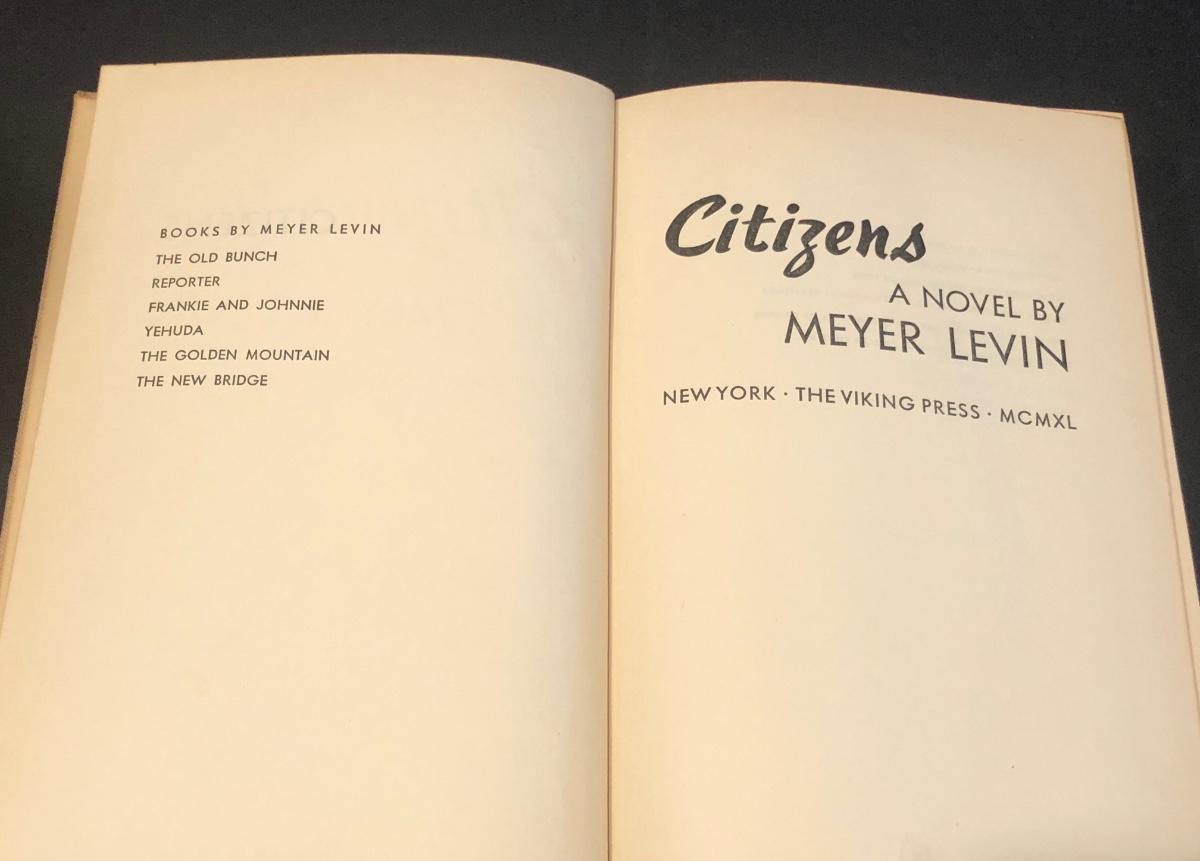 BOOKS BY MEYER LEVIN
THE OLD BUNCH
REPORTER
FRANKIE AND JOHNNIE
YEHUDA
THE GOLDEN MOUNTAIN
THE NEW BRIDGE
Citizens
A NOVEL BY
MEYER LEVIN
NEW YORK · THE VIKING PRESS · MCMXL